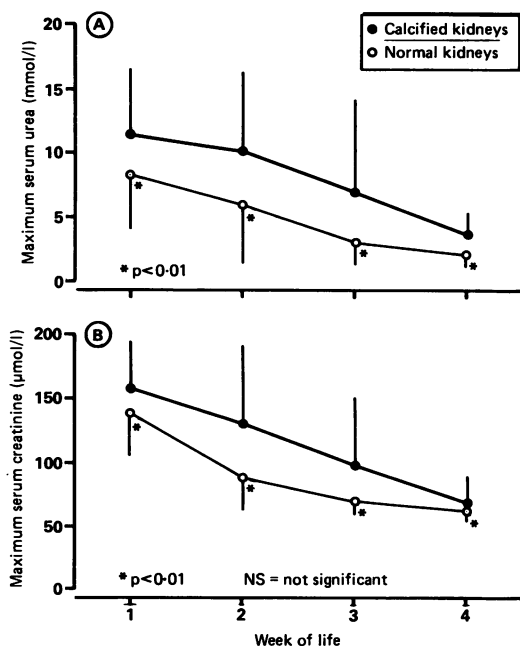 A
● Calcified kidneys
○ Normal kidneys
Maximum serum urea (mmol/l)
20
15
10
5
0
*
*
*
*
* p<0·01
B
Maximum serum creatinine (µmol/l)
200
150
100
50
0
*
*
*
*
* p<0·01 NS = not significant
1 2 3 4
Week of life